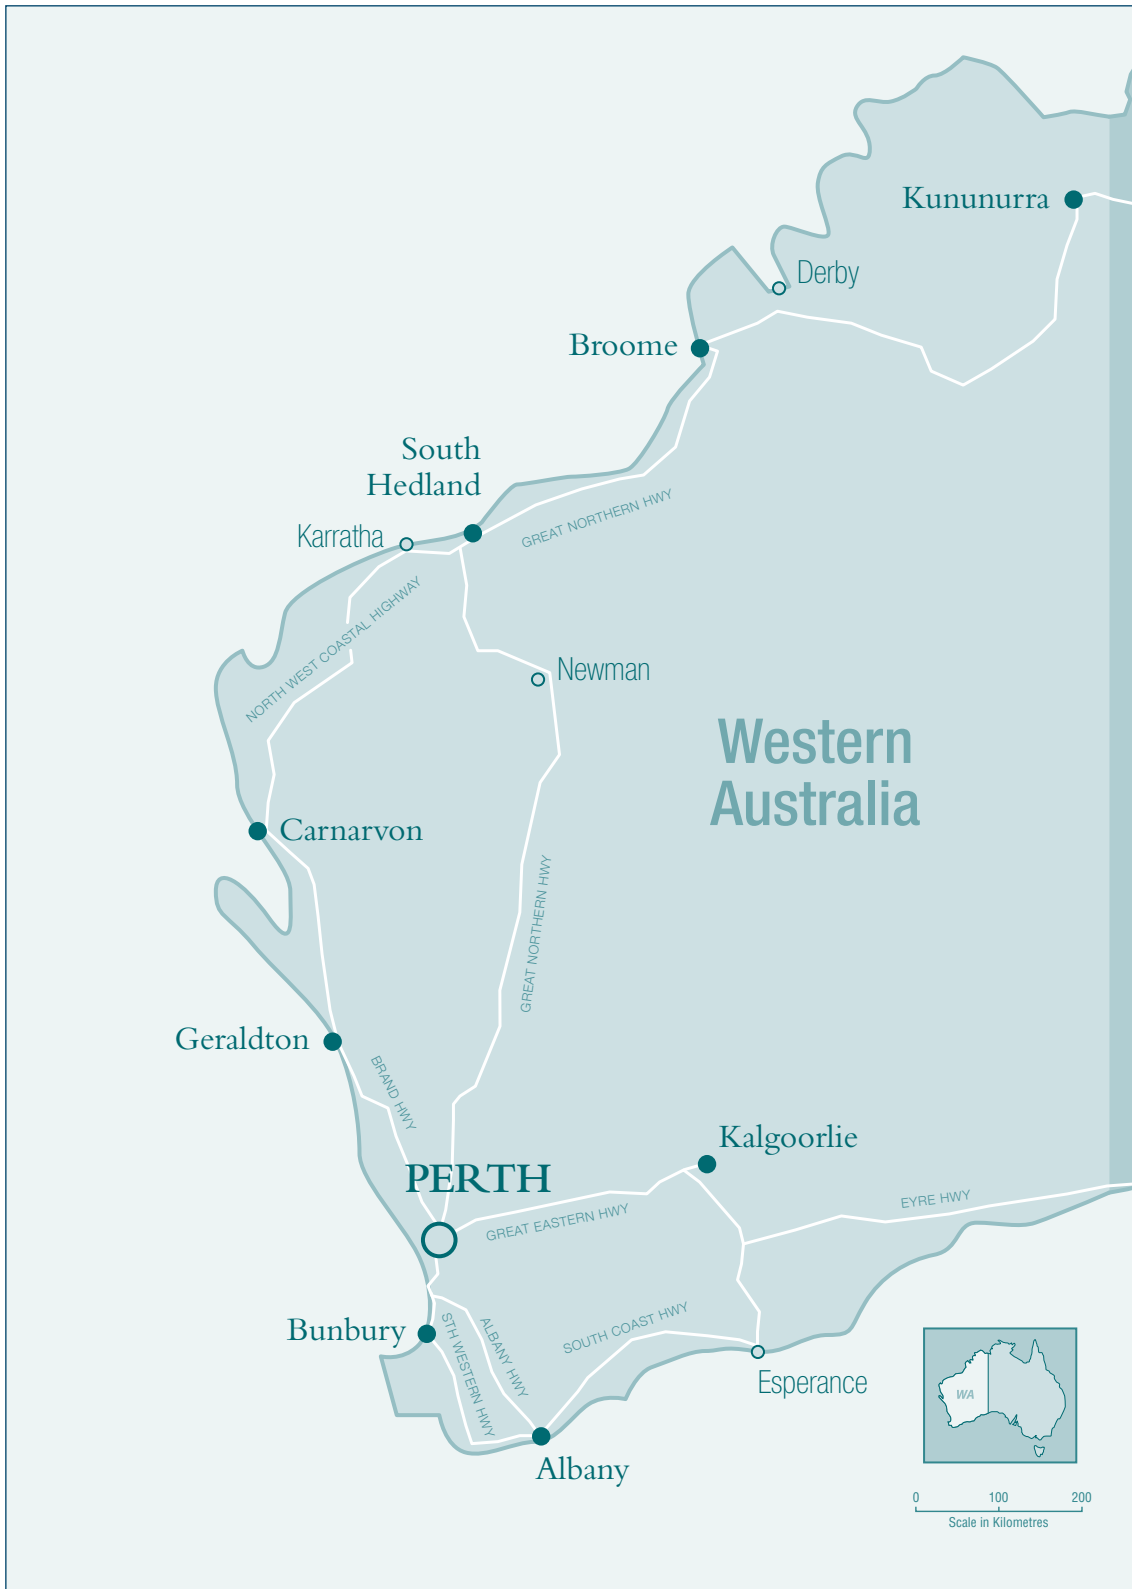 Kununurra
Derby
Broome
South
Hedland
Karratha
GREAT NORTHERN HWY
NORTH WEST COASTAL HIGHWAY
Newman
Western
Australia
Carnarvon
GREAT NORTHERN HWY
Geraldton
BRAND HWY
Kalgoorlie
PERTH
GREAT EASTERN HWY
EYRE HWY
Bunbury
STH WESTERN HWY
ALBANY HWY
SOUTH COAST HWY
Esperance
WA
Albany
0 100 200
Scale in Kilometres